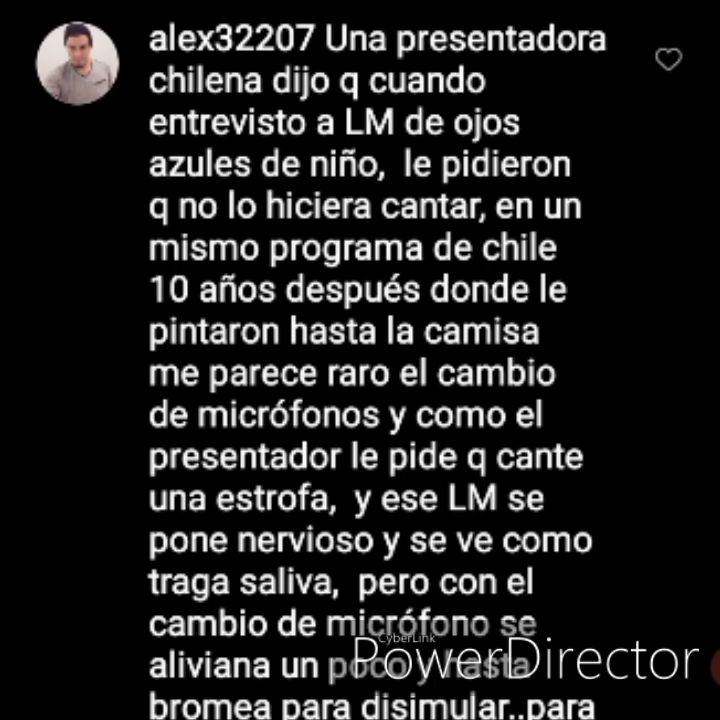 alex32207 Una presentadora
chilena dijo q cuando
entrevisto a LM de ojos
azules de niño, le pidieron
q no lo hiciera cantar, en un
mismo programa de chile
10 años después donde le
pintaron hasta la camisa
me parece raro el cambio
de micrófonos y como el
presentador le pide q cante
una estrofa, y ese LM se
pone nervioso y se ve como
traga saliva, pero con el
cambio de micrófono se
aliviana un poco y hasta
CyberLink
PowerDirector
bromea para disimular..para